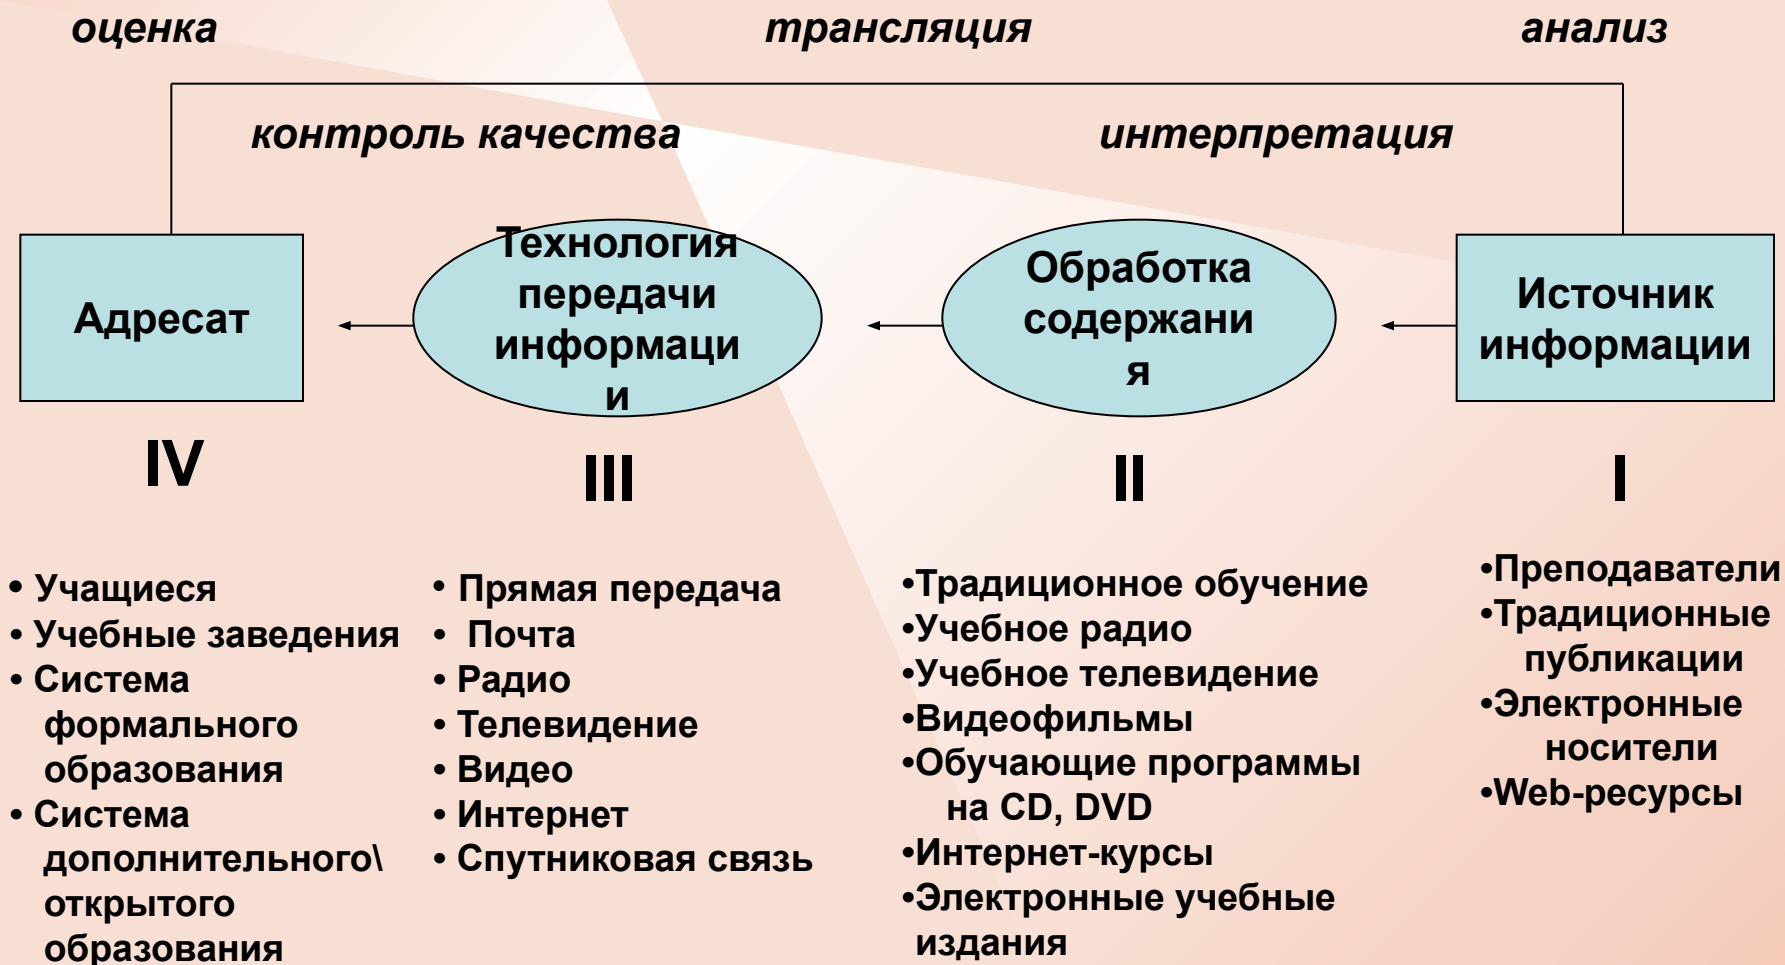 оценка
трансляция
анализ
контроль качества
интерпретация
Адресат
Технология
передачи
информаци
и
Обработка
содержани
я
Источник
информации
IV
III
II
I
• Учащиеся
• Учебные заведения
• Система
формального
образования
• Система
дополнительного\
открытого
образования
• Прямая передача
• Почта
• Радио
• Телевидение
• Видео
• Интернет
• Спутниковая связь
•Традиционное обучение
•Учебное радио
•Учебное телевидение
•Видеофильмы
•Обучающие программы
на CD, DVD
•Интернет-курсы
•Электронные учебные
издания
•Преподаватели
•Традиционные
публикации
•Электронные
носители
•Web-ресурсы